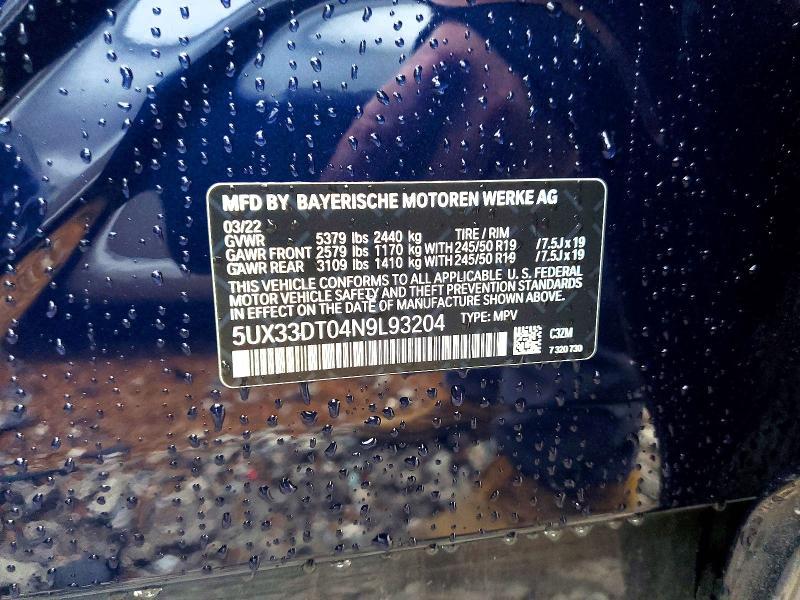 MFD BY BAYERISCHE MOTOREN WERKE AG
03/22 TIRE / RIM
GVWR 5379 lbs 2440 kg
GAWR FRONT 2579 lbs 1170 kg WITH 245/50 R19 /7.5J x 19
GAWR REAR 3109 lbs 1410 kg WITH 245/50 R19 /7.5J x 19
THIS VEHICLE CONFORMS TO ALL APPLICABLE U. S. FEDERAL
MOTOR VEHICLE SAFETY AND THEFT PREVENTION STANDARDS
IN EFFECT ON THE DATE OF MANUFACTURE SHOWN ABOVE.
5UX33DT04N9L93204 TYPE: MPV
C3ZM
7 320 730